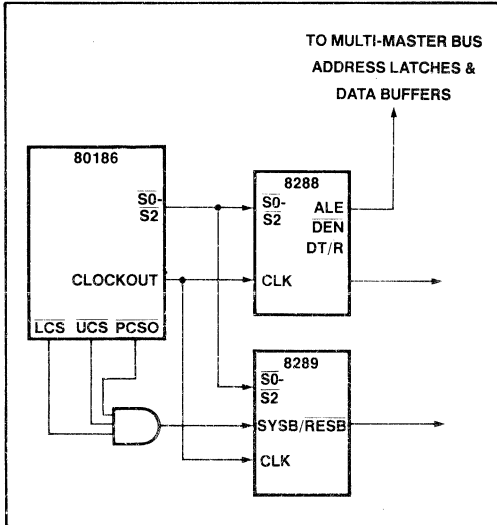 TO MULTI-MASTER BUS
ADDRESS LATCHES &
DATA BUFFERS
80186
S0-
S2
CLOCKOUT
LCS UCS PCSO
8288
S0-
S2
ALE
DEN
DT/R
CLK
8289
S0-
S2
SYSB/RESB
CLK